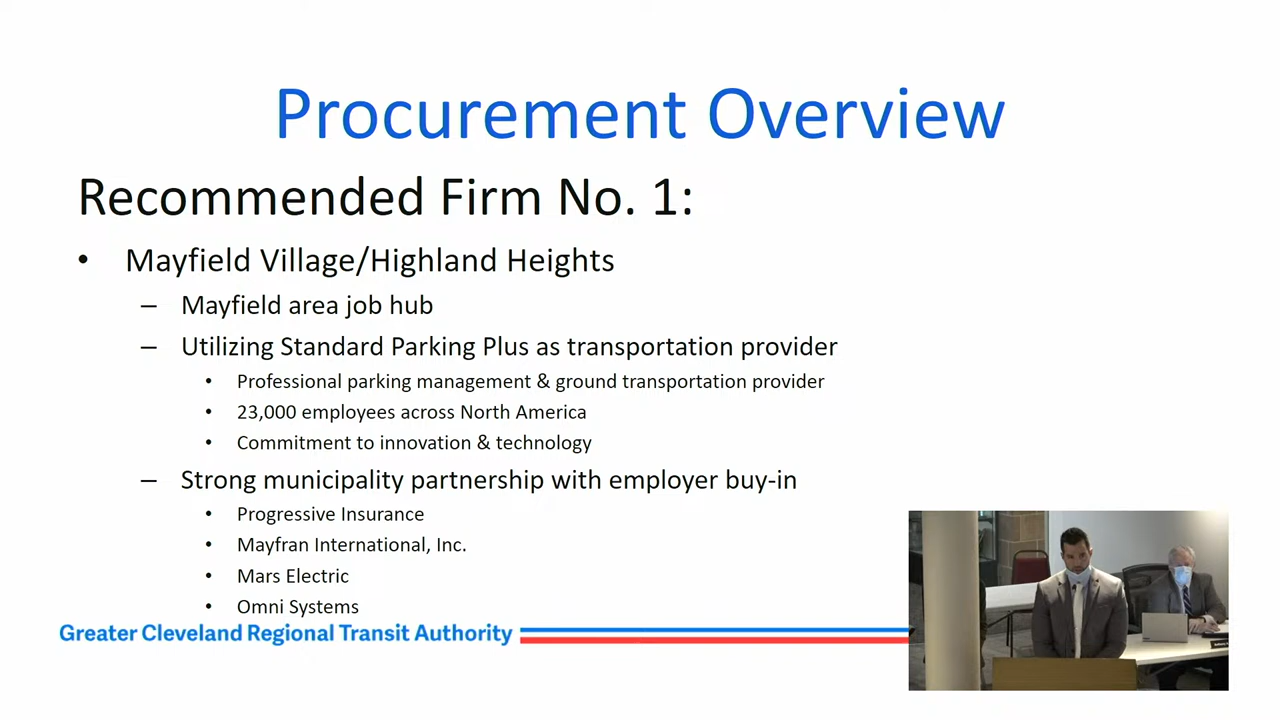 Procurement Overview
Recommended Firm No. 1:
• Mayfield Village/Highland Heights
– Mayfield area job hub
– Utilizing Standard Parking Plus as transportation provider
• Professional parking management & ground transportation provider
• 23,000 employees across North America
• Commitment to innovation & technology
– Strong municipality partnership with employer buy-in
• Progressive Insurance
• Mayfran International, Inc.
• Mars Electric
• Omni Systems
Greater Cleveland Regional Transit Authority